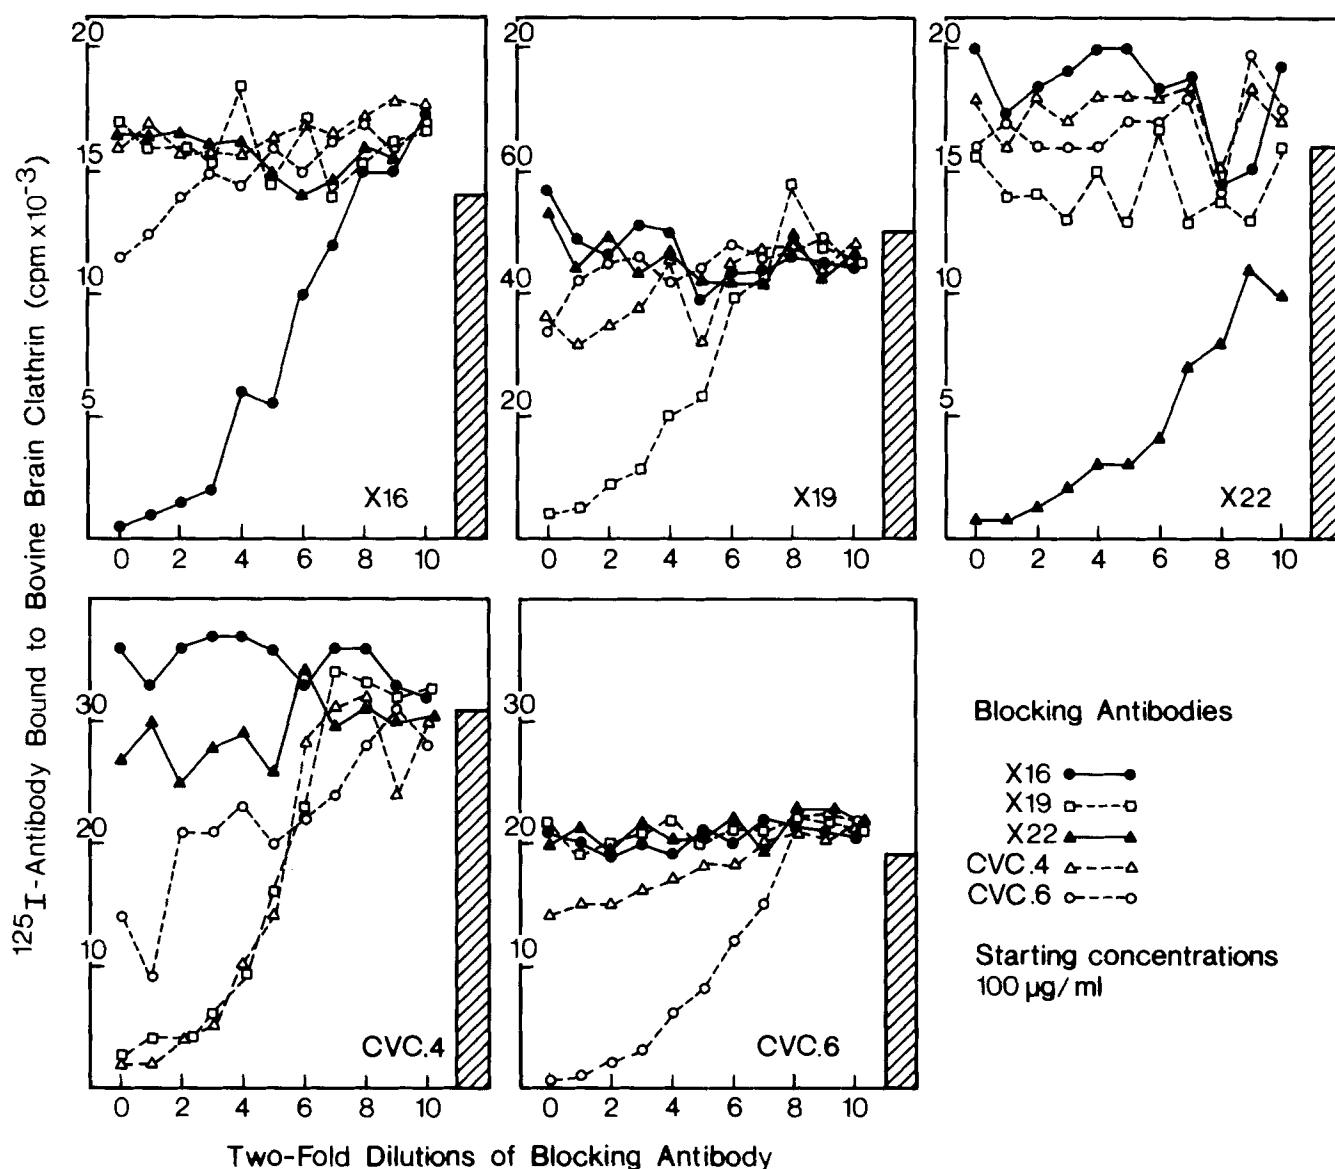 125I-Antibody Bound to Bovine Brain Clathrin (cpm x10-3)
20
15
10
5
X16
0 2 4 6 8 10
20
60
40
20
X19
0 2 4 6 8 10
20
15
10
5
X22
0 2 4 6 8 10
30
20
10
CVC.4
0 2 4 6 8 10
30
20
10
CVC.6
0 2 4 6 8 10
Blocking Antibodies
X16
X19
X22
CVC.4
CVC.6
Starting concentrations
100 µg/ml
Two-Fold Dilutions of Blocking Antibody